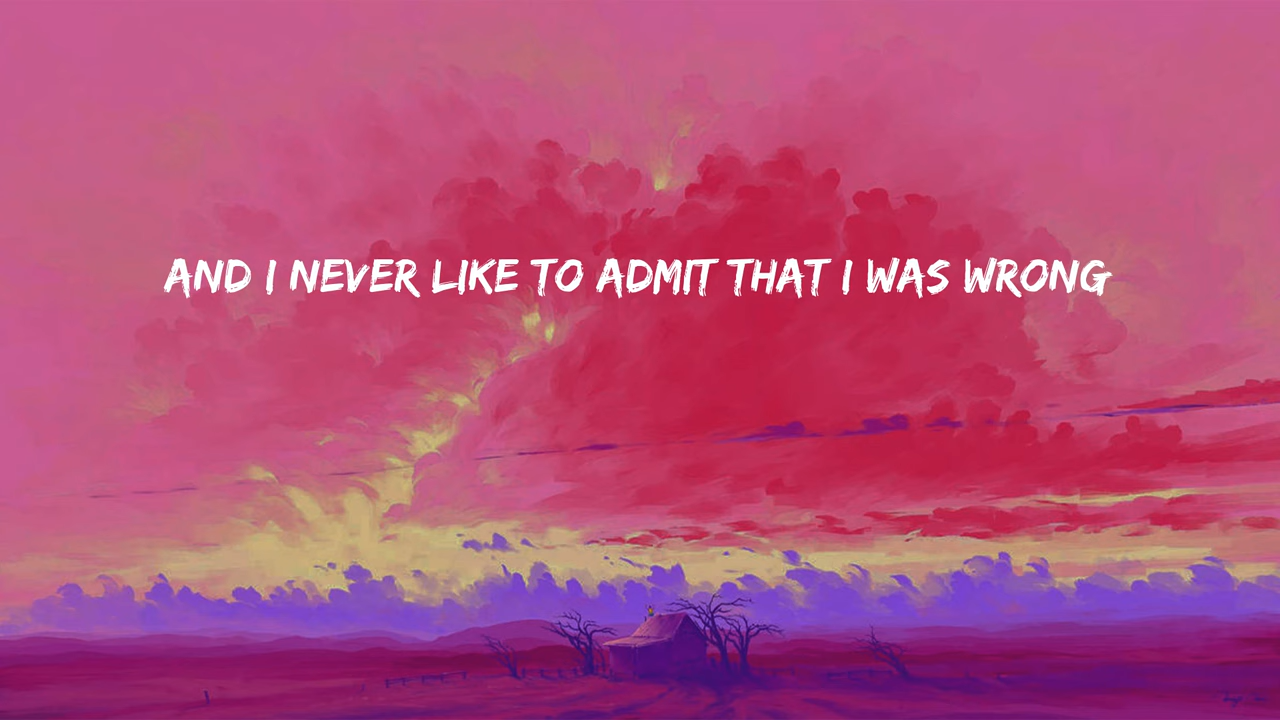 AND I NEVER LIKE TO ADMIT THAT I WAS WRONG